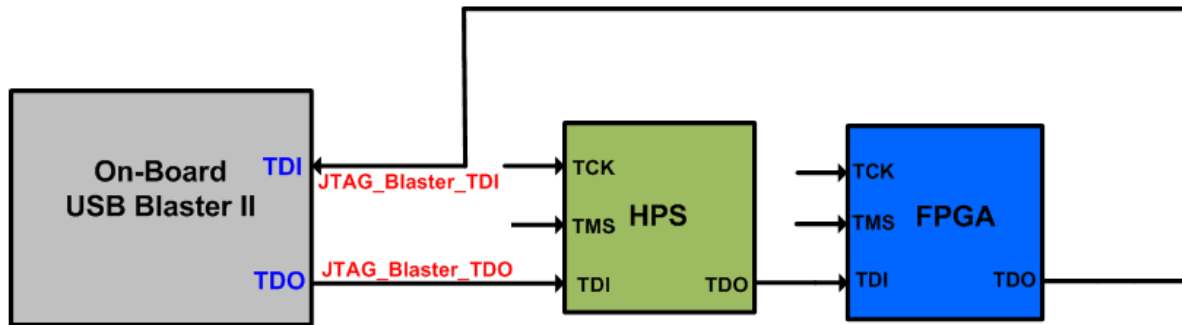 On-Board
USB Blaster II
TDI
TDO
JTAG_Blaster_TDI
JTAG_Blaster_TDO
TCK
TMS
TDI
HPS
TDO
TCK
TMS
TDI
FPGA
TDO